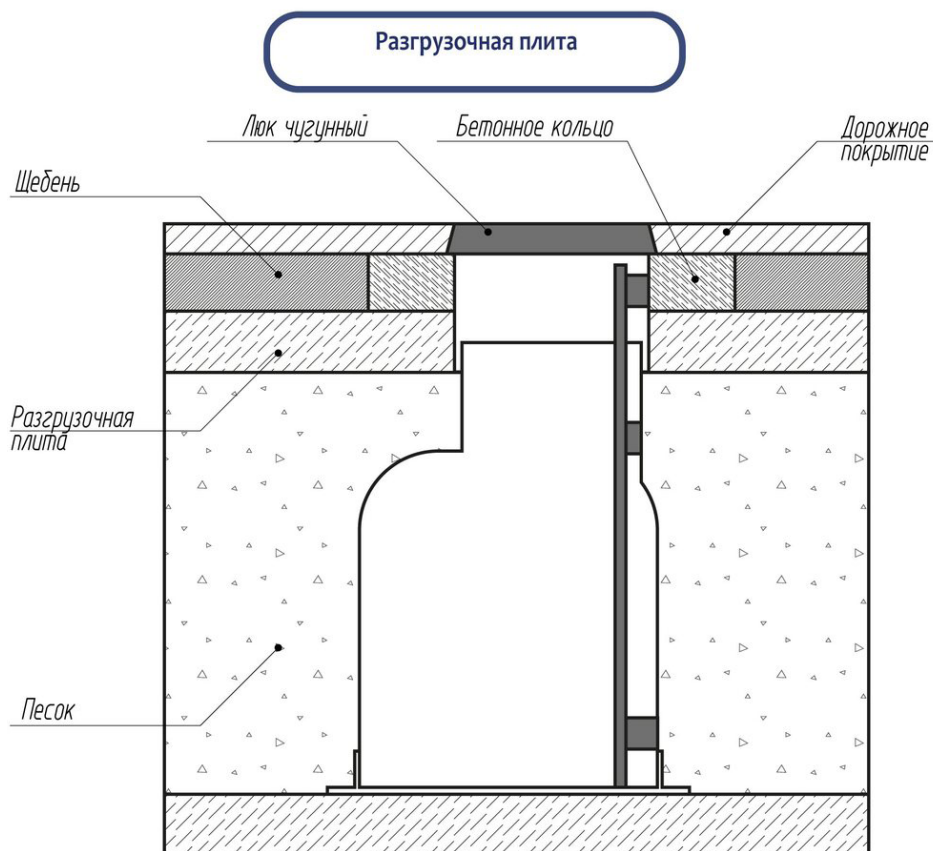 Разгрузочная плита
Люк чугунный
Бетонное кольцо
Дорожное
покрытие
Щебень
Разгрузочная
плита
Песок